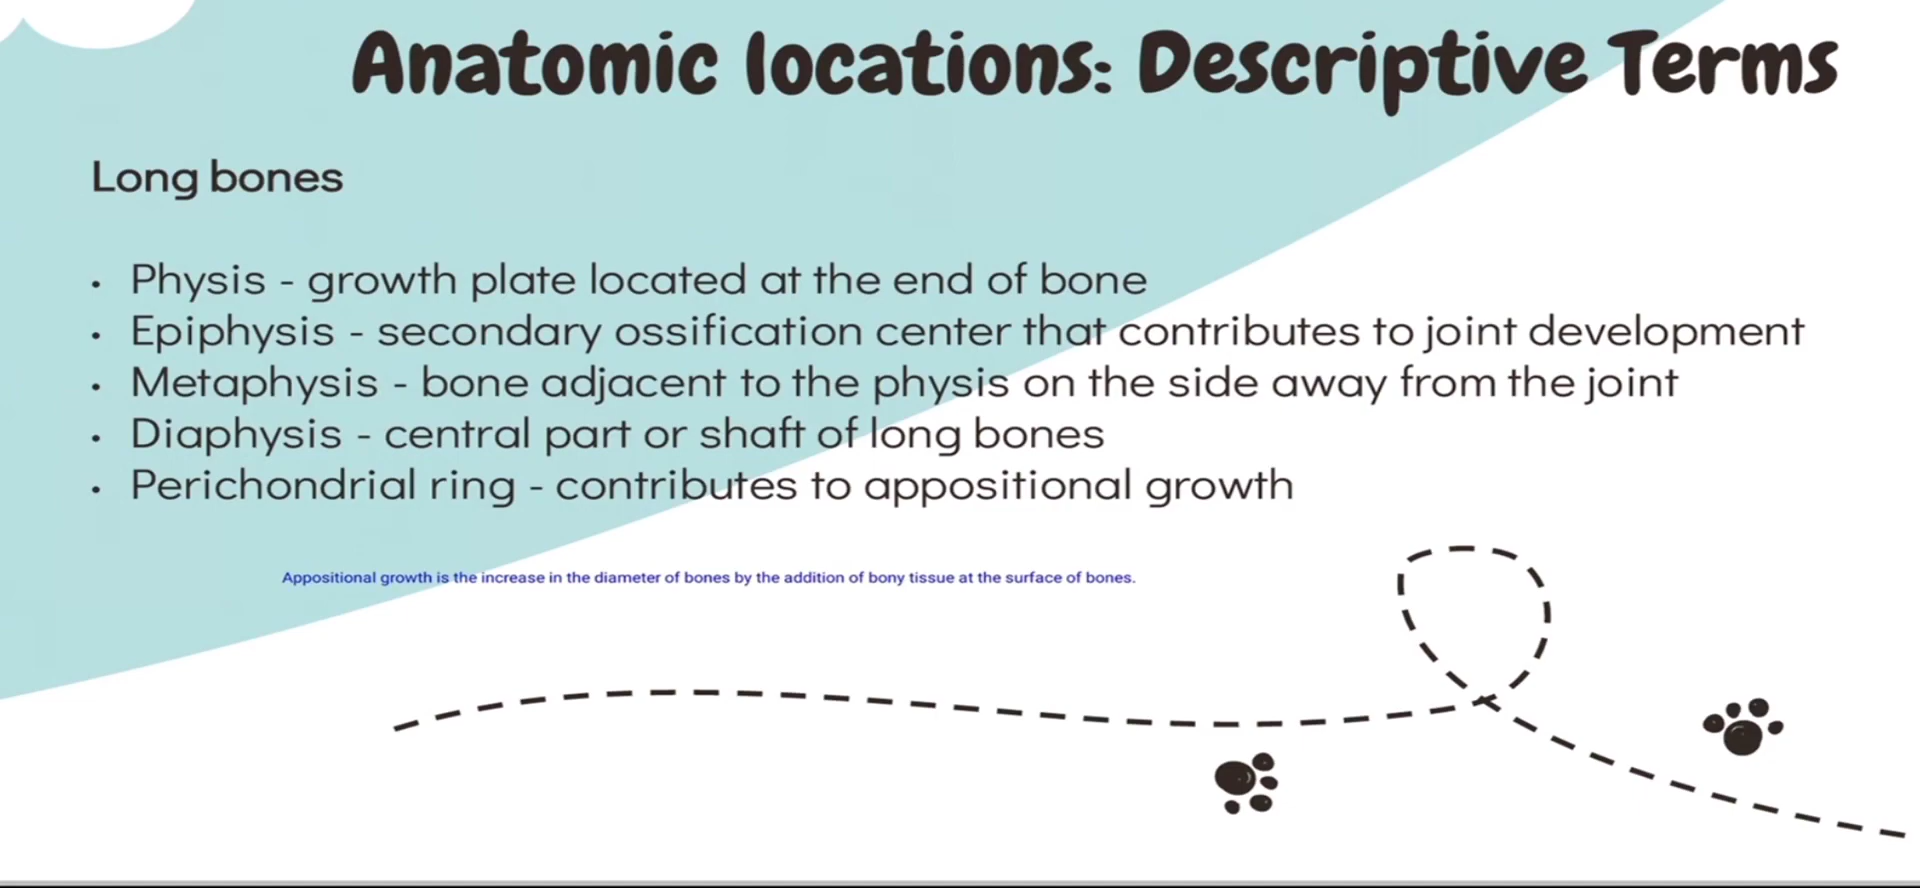 Anatomic locations: Descriptive Terms
Long bones
• Physis - growth plate located at the end of bone
• Epiphysis - secondary ossification center that contributes to joint development
• Metaphysis - bone adjacent to the physis on the side away from the joint
• Diaphysis - central part or shaft of long bones
• Perichondrial ring - contributes to appositional growth
Appositional growth is the increase in the diameter of bones by the addition of bony tissue at the surface of bones.